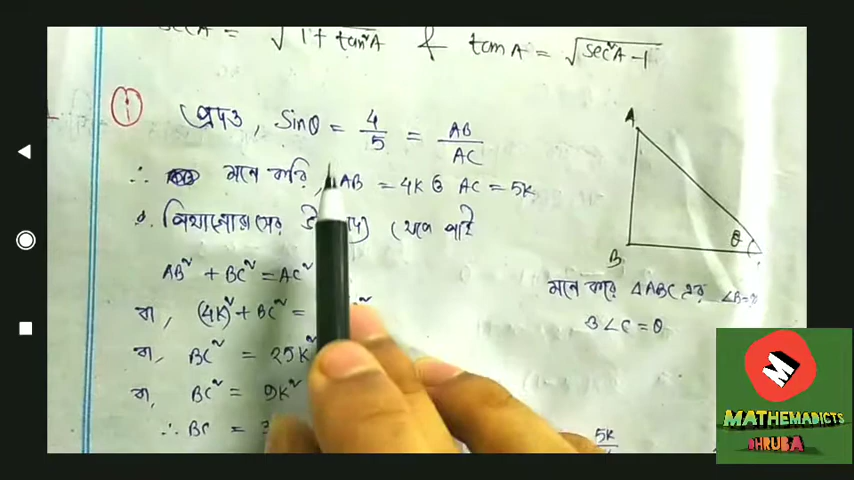 secA = √1 + tan²A & tanA = √sec²A - 1
① প্রদত্ত, sinθ = 4/5 = AB/AC
∴ মনে করি, AB = 4K ও AC = 5K
পিথাগোরাসের থেকে পাই
AB² + BC² = AC²
বা, (4K)² + BC² =
বা, BC² = 25K²
বা, BC² = 9K²
∴ BC =
5K
A
B
θ
মনে করি ΔABC এর ∠B =
ও ∠C = θ
M
MATHEMADICTS
DHRUBA